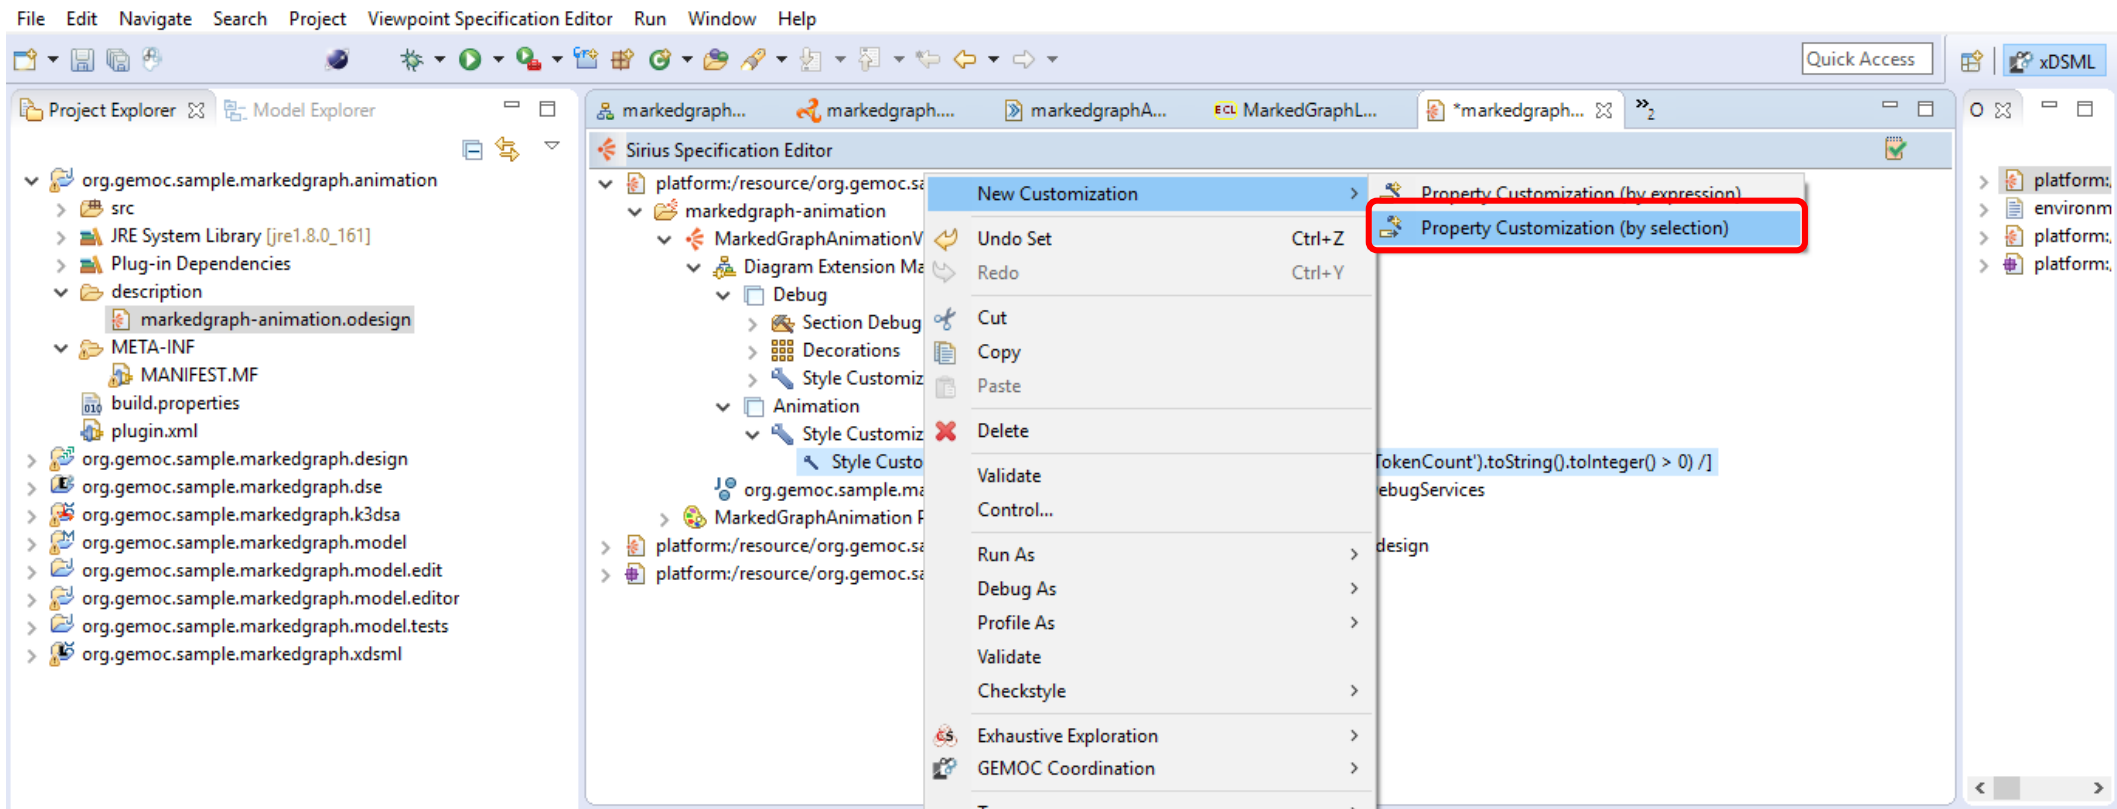 File Edit Navigate Search Project Viewpoint Specification Editor Run Window Help
Quick Access
xDSML
Project Explorer
Model Explorer
org.gemoc.sample.markedgraph.animation
src
JRE System Library [jre1.8.0_161]
Plug-in Dependencies
description
markedgraph-animation.odesign
META-INF
MANIFEST.MF
build.properties
plugin.xml
org.gemoc.sample.markedgraph.design
org.gemoc.sample.markedgraph.dse
org.gemoc.sample.markedgraph.k3dsa
org.gemoc.sample.markedgraph.model
org.gemoc.sample.markedgraph.model.edit
org.gemoc.sample.markedgraph.model.editor
org.gemoc.sample.markedgraph.model.tests
org.gemoc.sample.markedgraph.xdsml
markedgraph...
markedgraph....
markedgraphA...
ECL MarkedGraphL...
*markedgraph...
»2
Sirius Specification Editor
platform:/resource/org.gemoc.sa
markedgraph-animation
MarkedGraphAnimationV
Diagram Extension Ma
Debug
Section Debug
Decorations
Style Customiz
Animation
Style Customiz
Style Custo
TokenCount').toString().toInteger() > 0) /]
org.gemoc.sample.ma
ebugServices
MarkedGraphAnimation P
platform:/resource/org.gemoc.sa
design
platform:/resource/org.gemoc.sa
New Customization
Undo Set Ctrl+Z
Redo Ctrl+Y
Cut
Copy
Paste
Delete
Validate
Control...
Run As
Debug As
Profile As
Validate
Checkstyle
Exhaustive Exploration
GEMOC Coordination
Property Customization (by expression)
Property Customization (by selection)
O
platform:,
environm
platform:,
platform:,